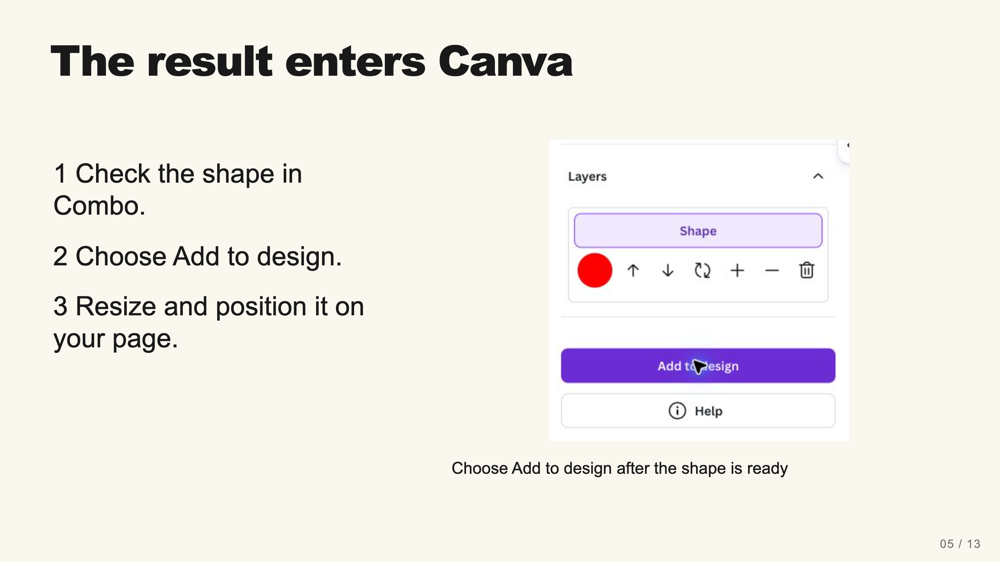 The result enters Canva
1 Check the shape in
Combo.
2 Choose Add to design.
3 Resize and position it on
your page.
Layers
Shape
Add to design
Help
Choose Add to design after the shape is ready
05 / 13